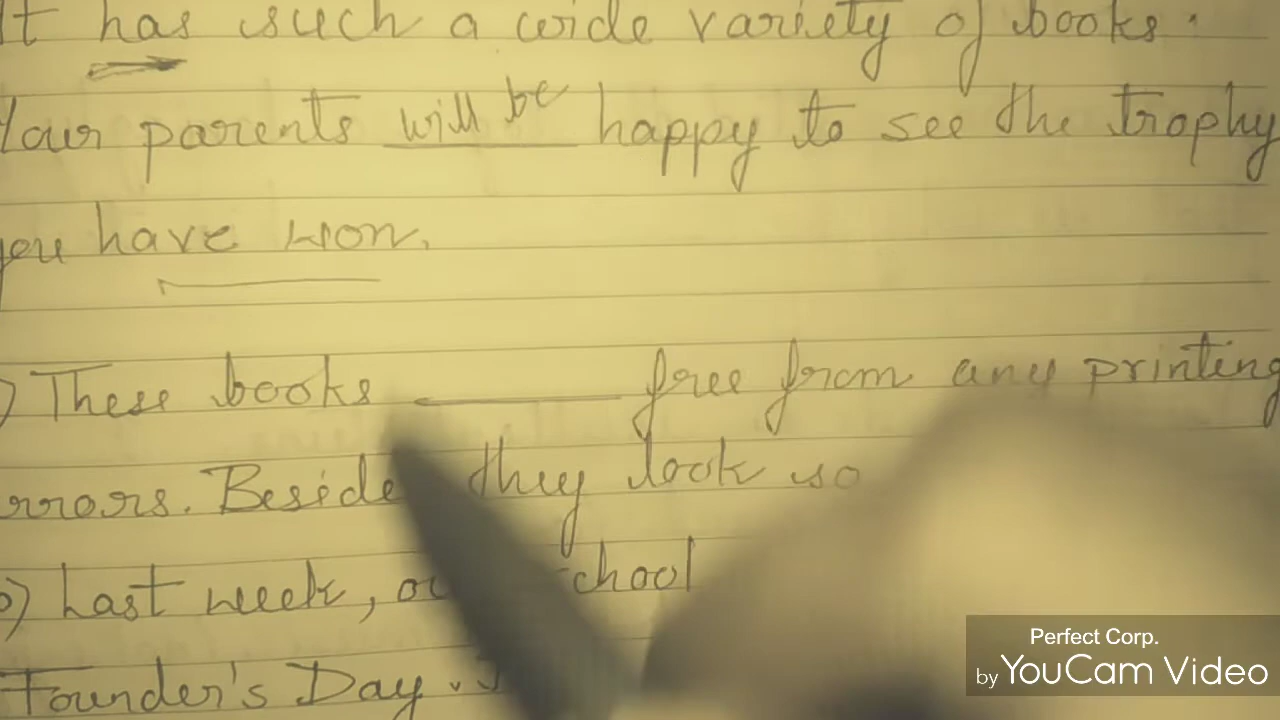 It has such a wide variety of books.
Your parents will be happy to see the trophy
you have won.
) These books ______ free from any printing
errors. Beside they look so
b) Last week, school
Founder's Day.
Perfect Corp.
by YouCam Video